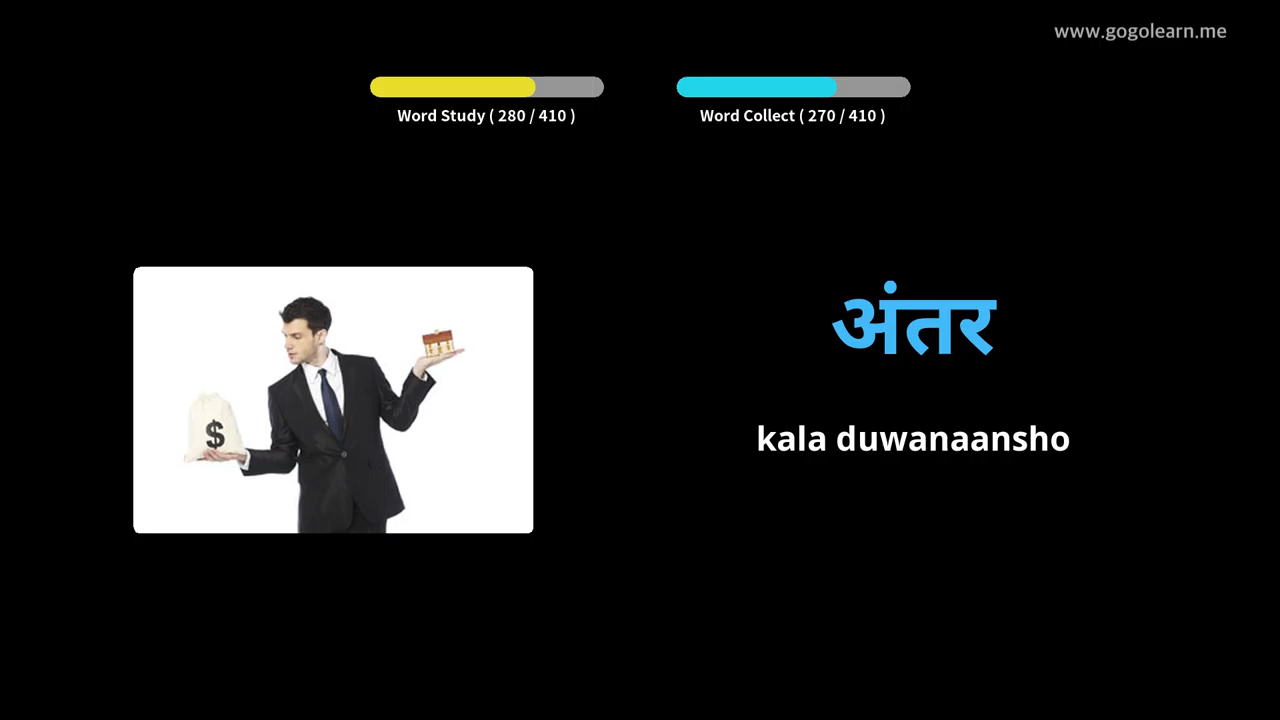 www.gogolearn.me
Word Study ( 280 / 410 )
Word Collect ( 270 / 410 )
अंतर
$
kala duwanaansho